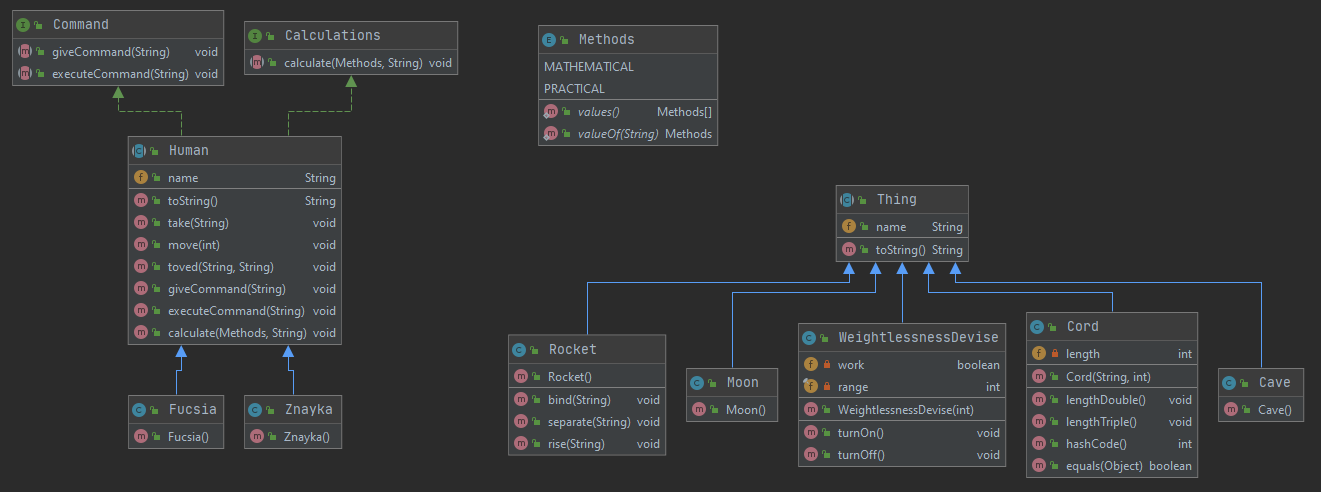 Command
giveCommand(String) void
executeCommand(String) void
Calculations
calculate(Methods, String) void
Methods
MATHEMATICAL
PRACTICAL
values() Methods[]
valueOf(String) Methods
Human
name String
toString() String
take(String) void
move(int) void
toved(String, String) void
giveCommand(String) void
executeCommand(String) void
calculate(Methods, String) void
Fucsia
Fucsia()
Znayka
Znayka()
Thing
name String
toString() String
Rocket
Rocket()
bind(String) void
separate(String) void
rise(String) void
Moon
Moon()
WeightlessnessDevise
work boolean
range int
WeightlessnessDevise(int)
turnOn() void
turnOff() void
Cord
length int
Cord(String, int)
lengthDouble() void
lengthTriple() void
hashCode() int
equals(Object) boolean
Cave
Cave()